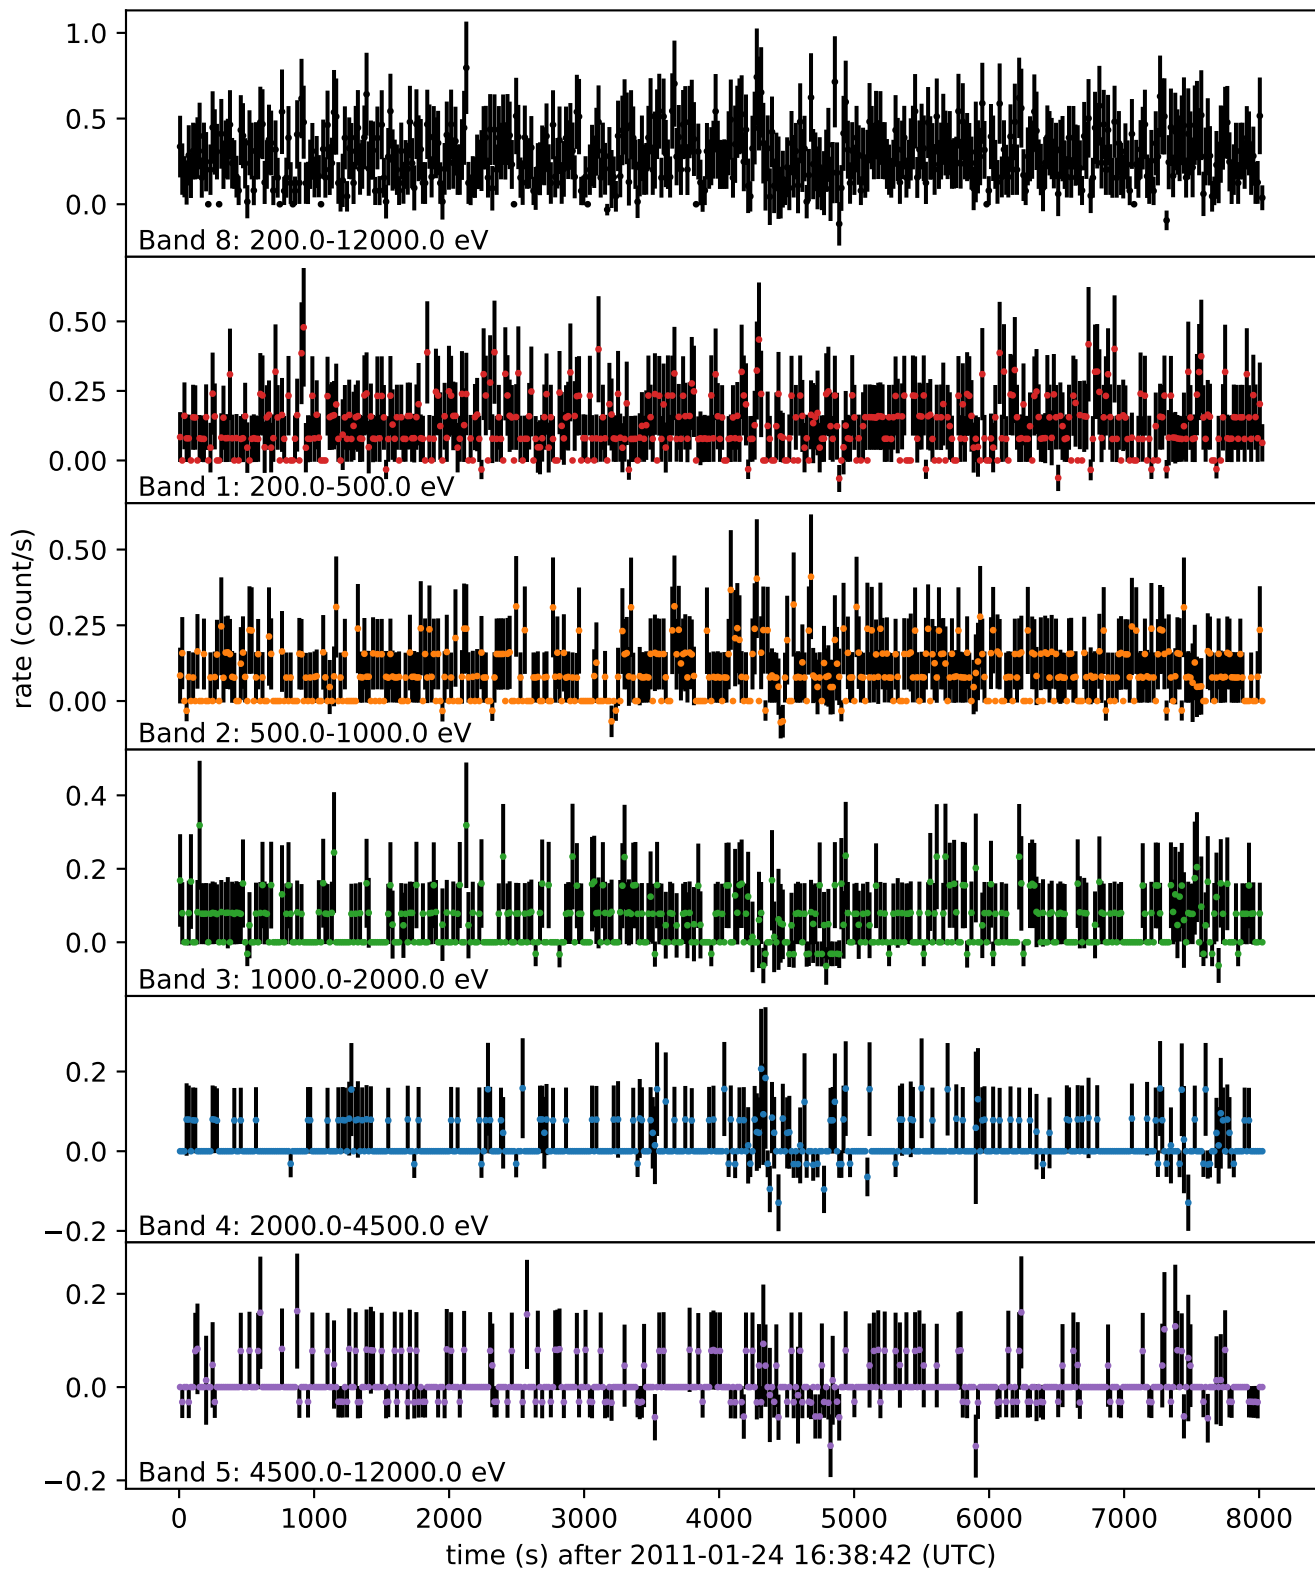 1.0
0.5
0.0
Band 8: 200.0-12000.0 eV
0.50
0.25
0.00
Band 1: 200.0-500.0 eV
rate (count/s)
0.50
0.25
0.00
Band 2: 500.0-1000.0 eV
0.4
0.2
0.0
Band 3: 1000.0-2000.0 eV
0.2
0.0
−0.2
Band 4: 2000.0-4500.0 eV
0.2
0.0
−0.2
Band 5: 4500.0-12000.0 eV
0 1000 2000 3000 4000 5000 6000 7000 8000
time (s) after 2011-01-24 16:38:42 (UTC)